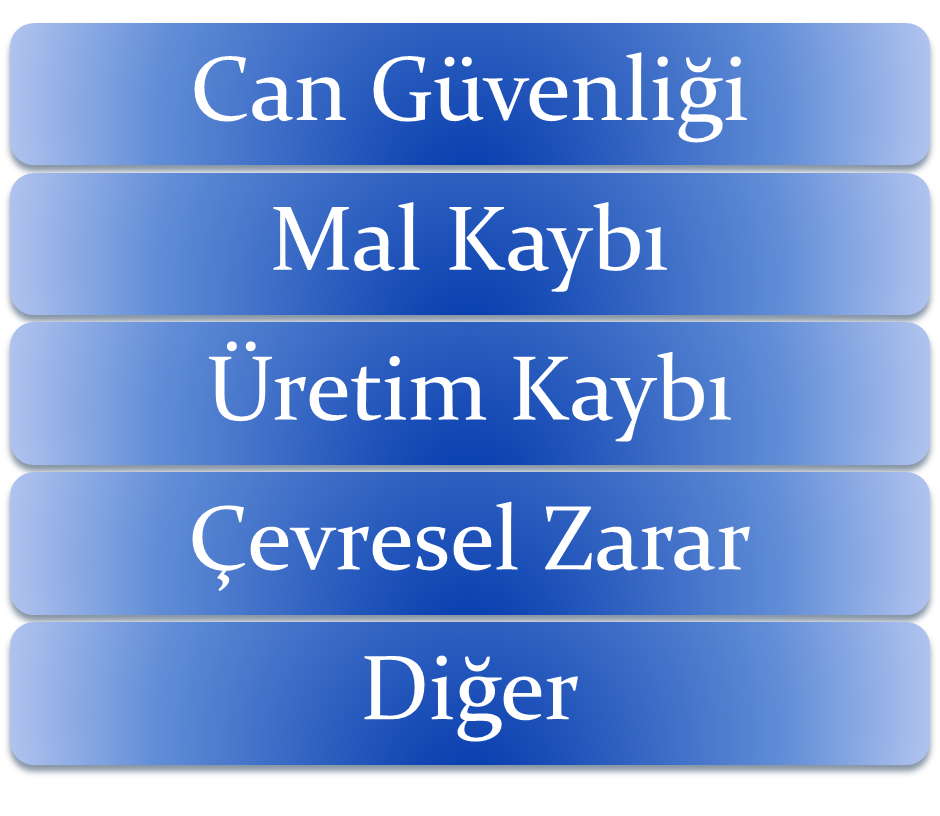 Can Güvenliği
Mal Kaybı
Üretim Kaybı
Çevresel Zarar
Diğer